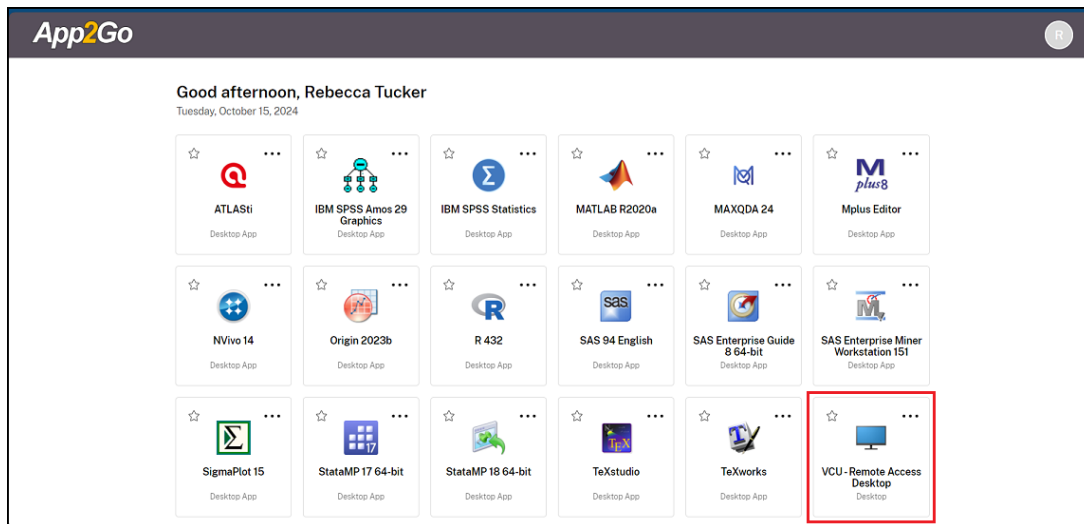 App2Go
R
Good afternoon, Rebecca Tucker
Tuesday, October 15, 2024
ATLASti
Desktop App
IBM SPSS Amos 29
Graphics
Desktop App
Σ
IBM SPSS Statistics
Desktop App
MATLAB R2020a
Desktop App
MAXQDA 24
Desktop App
M
plus8
Mplus Editor
Desktop App
NVivo 14
Desktop App
Origin 2023b
Desktop App
R
R 432
Desktop App
sas
SAS 94 English
Desktop App
SAS Enterprise Guide
8 64-bit
Desktop App
M
SAS Enterprise Miner
Workstation 151
Desktop App
Σ
SigmaPlot 15
Desktop App
17
StataMP 17 64-bit
Desktop App
StataMP 18 64-bit
Desktop App
TEX
TeXstudio
Desktop App
T
TeXworks
Desktop App
VCU - Remote Access
Desktop
Desktop